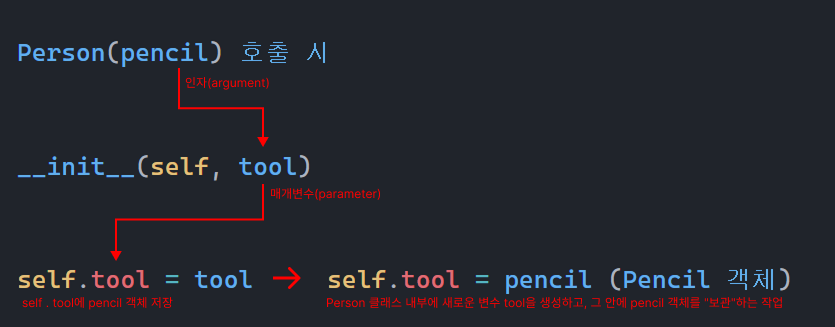 Person(pencil) 호출 시
인자(argument)
__init__(self, tool)
매개변수(parameter)
self.tool = tool → self.tool = pencil (Pencil 객체)
self . tool에 pencil 객체 저장
Person 클래스 내부에 새로운 변수 tool을 생성하고, 그 안에 pencil 객체를 "보관"하는 작업